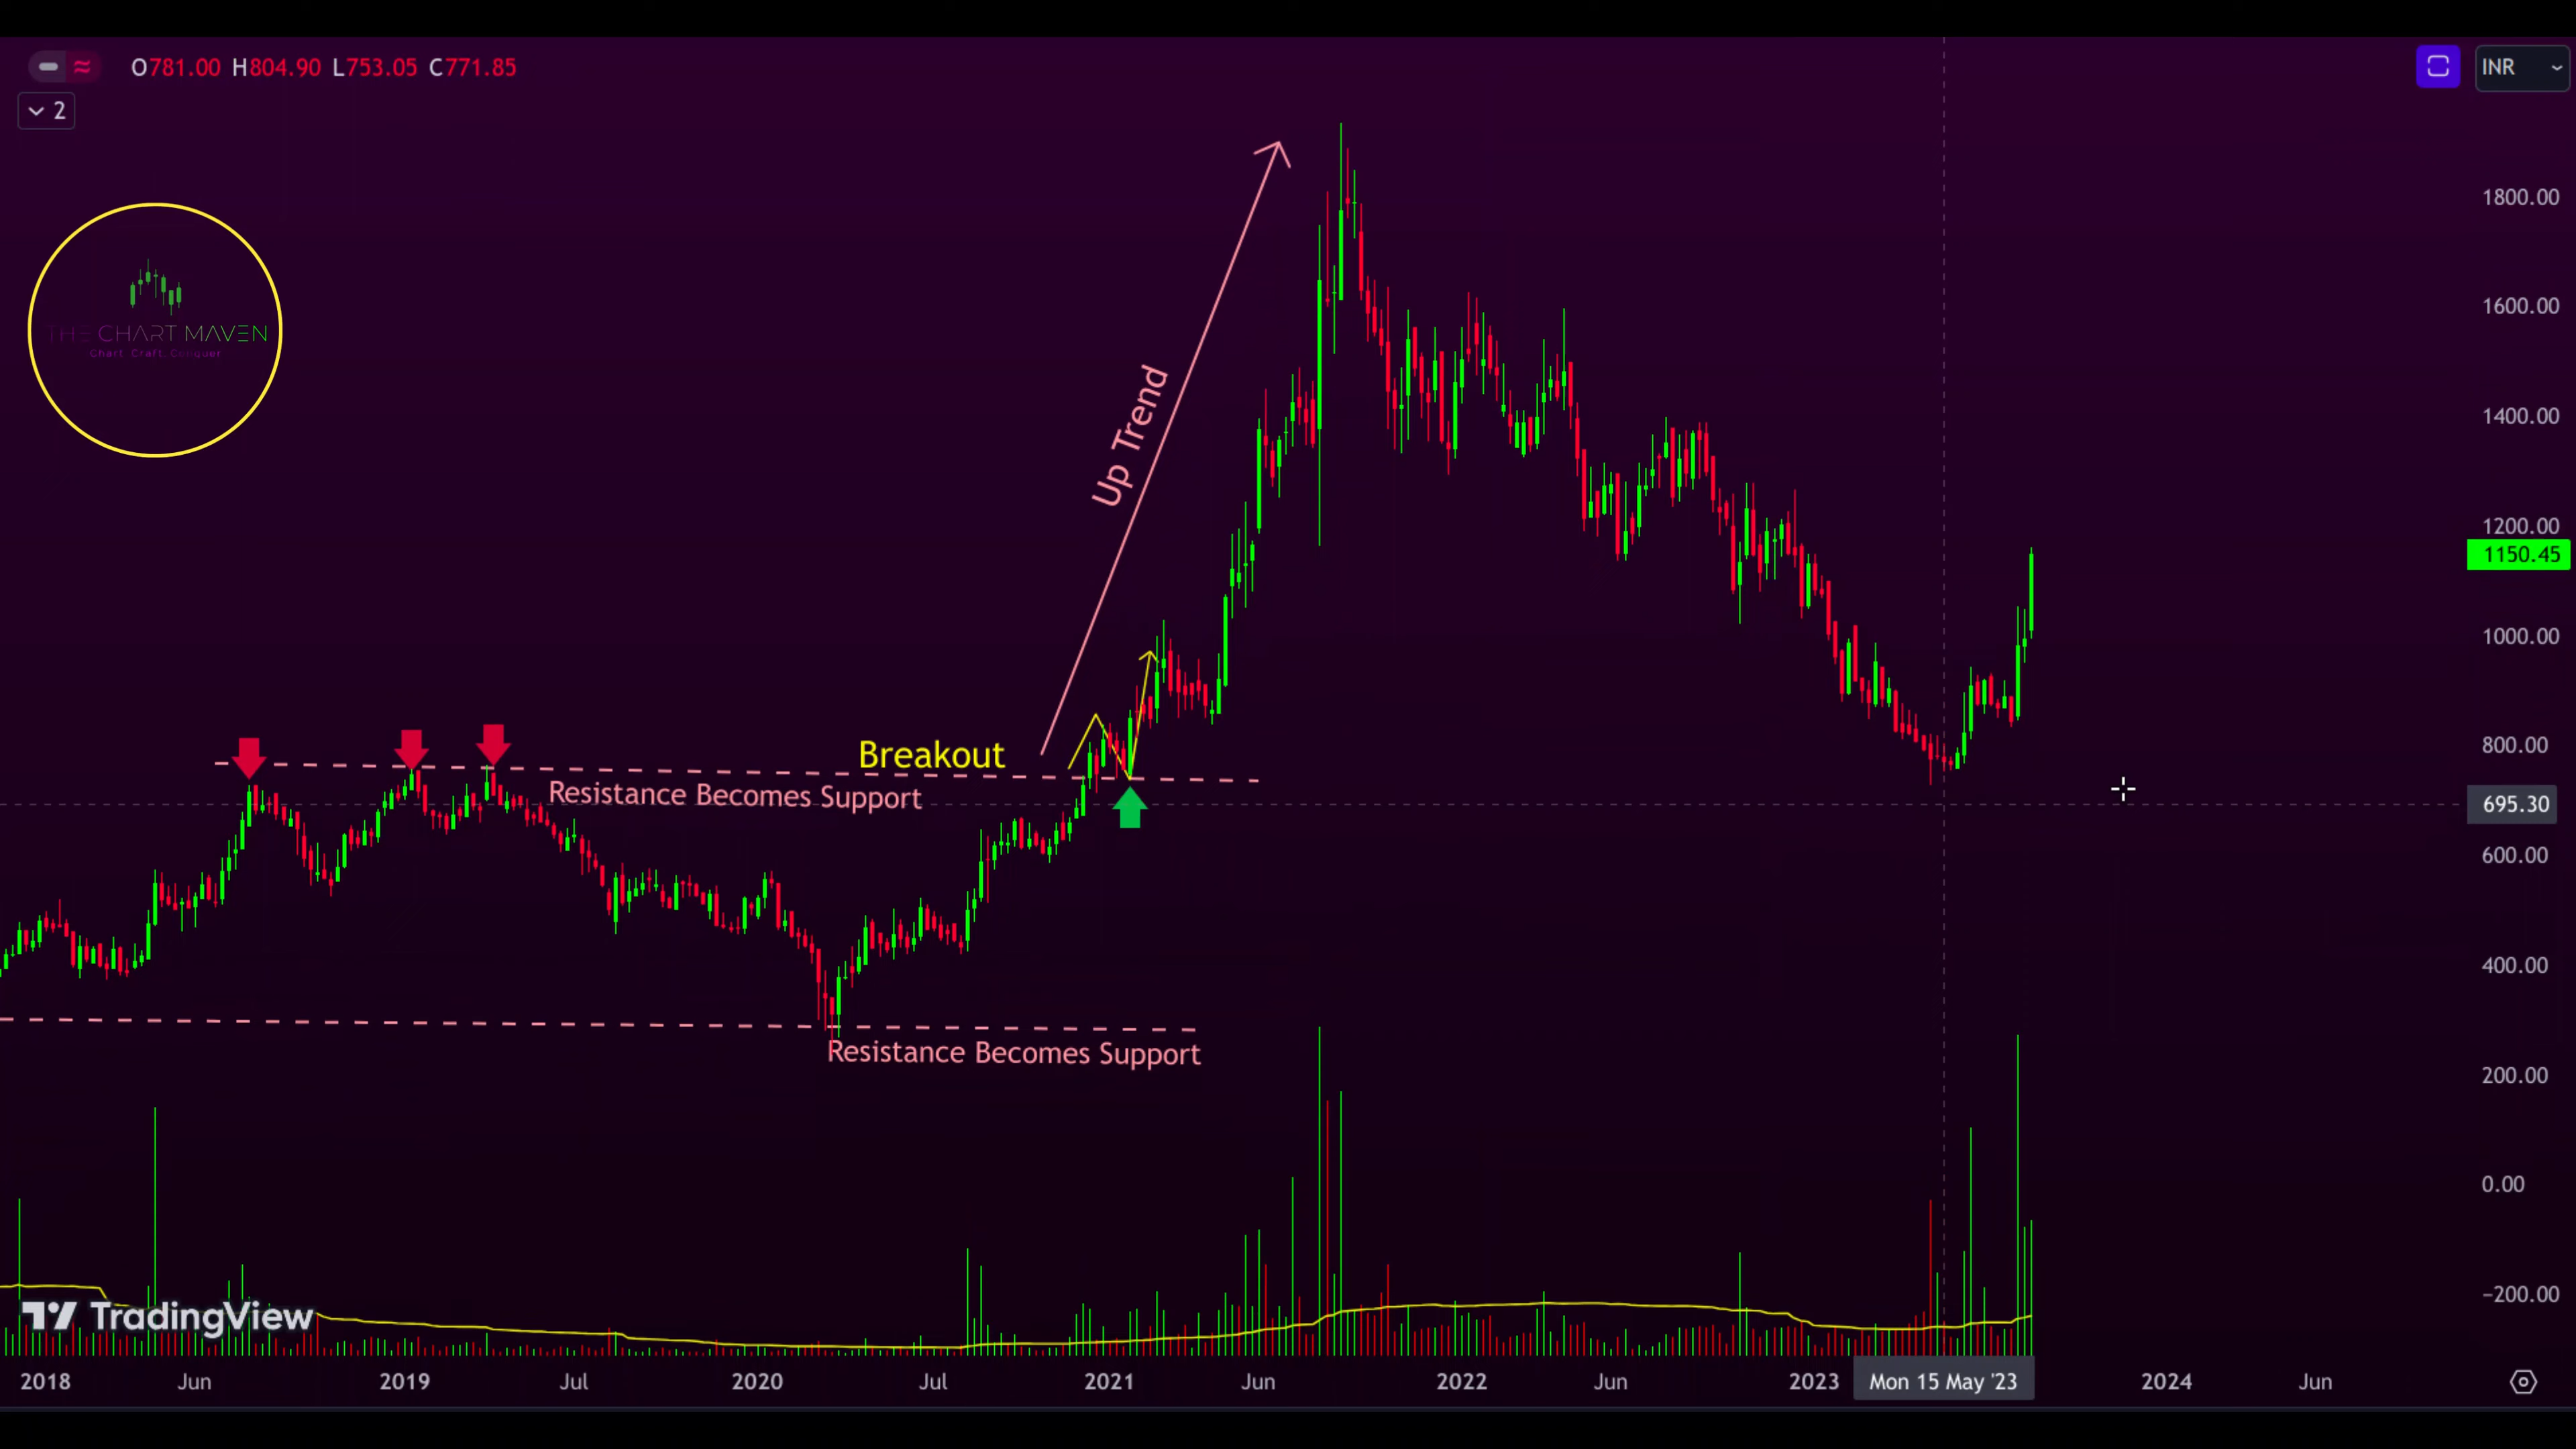 O781.00 H804.90 L753.05 C771.85
INR
2
1800.00
THE CHART MAVEN
Chart. Craft. Conquer
1600.00
Up Trend
1400.00
1200.00
1150.45
1000.00
Breakout
800.00
Resistance Becomes Support
695.30
600.00
400.00
Resistance Becomes Support
200.00
0.00
−200.00
TradingView
2018 Jun 2019 Jul 2020 Jul 2021 Jun 2022 Jun 2023 Mon 15 May '23 2024 Jun